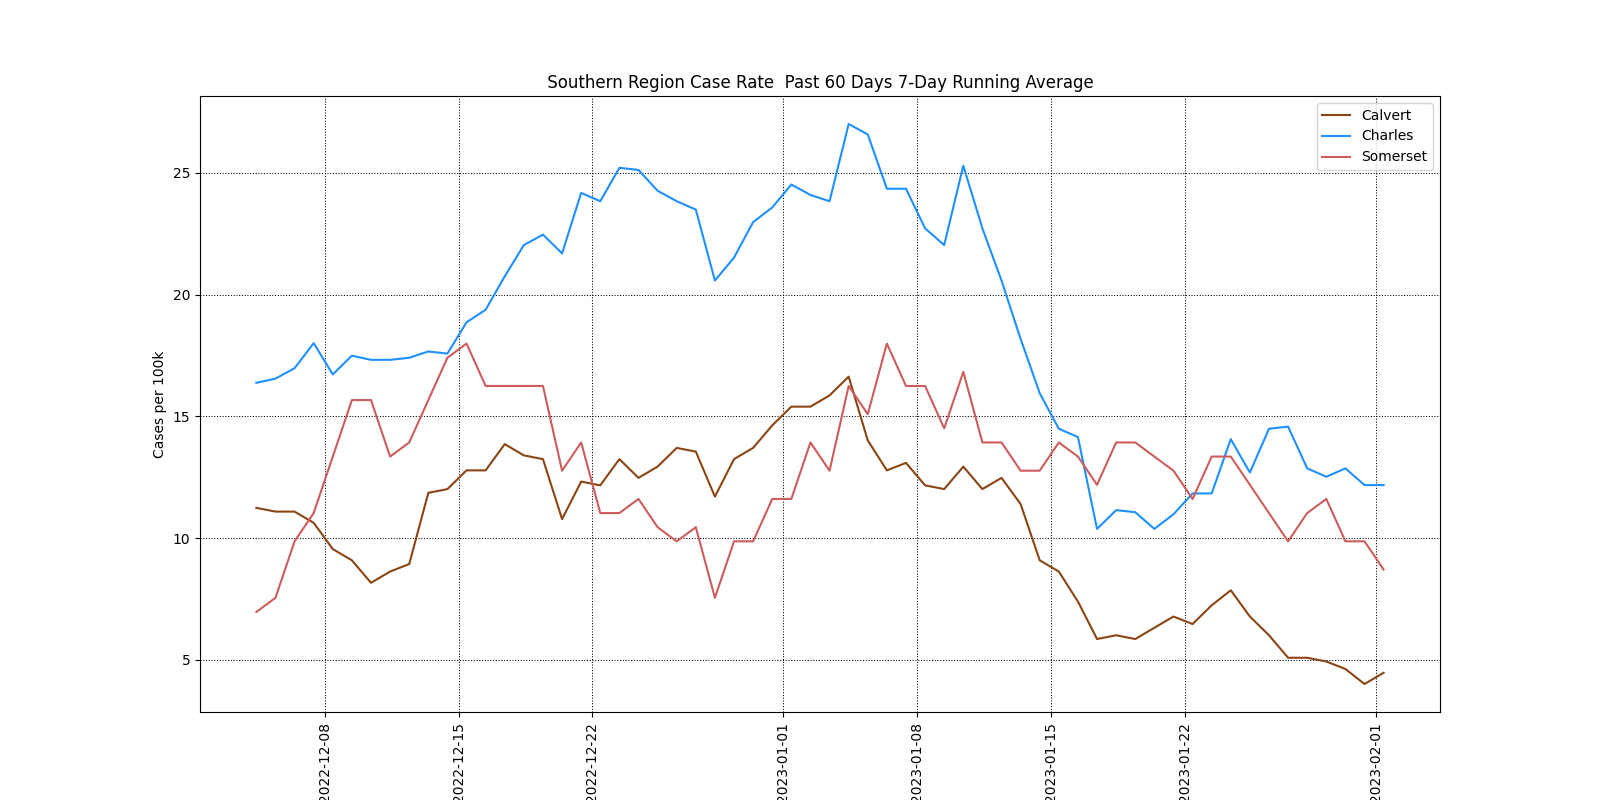 Southern Region Case Rate  Past 60 Days 7-Day Running Average
Calvert
Charles
Somerset
Cases per 100k
25
20
15
10
5
2022-12-08
2022-12-15
2022-12-22
2023-01-01
2023-01-08
2023-01-15
2023-01-22
2023-02-01